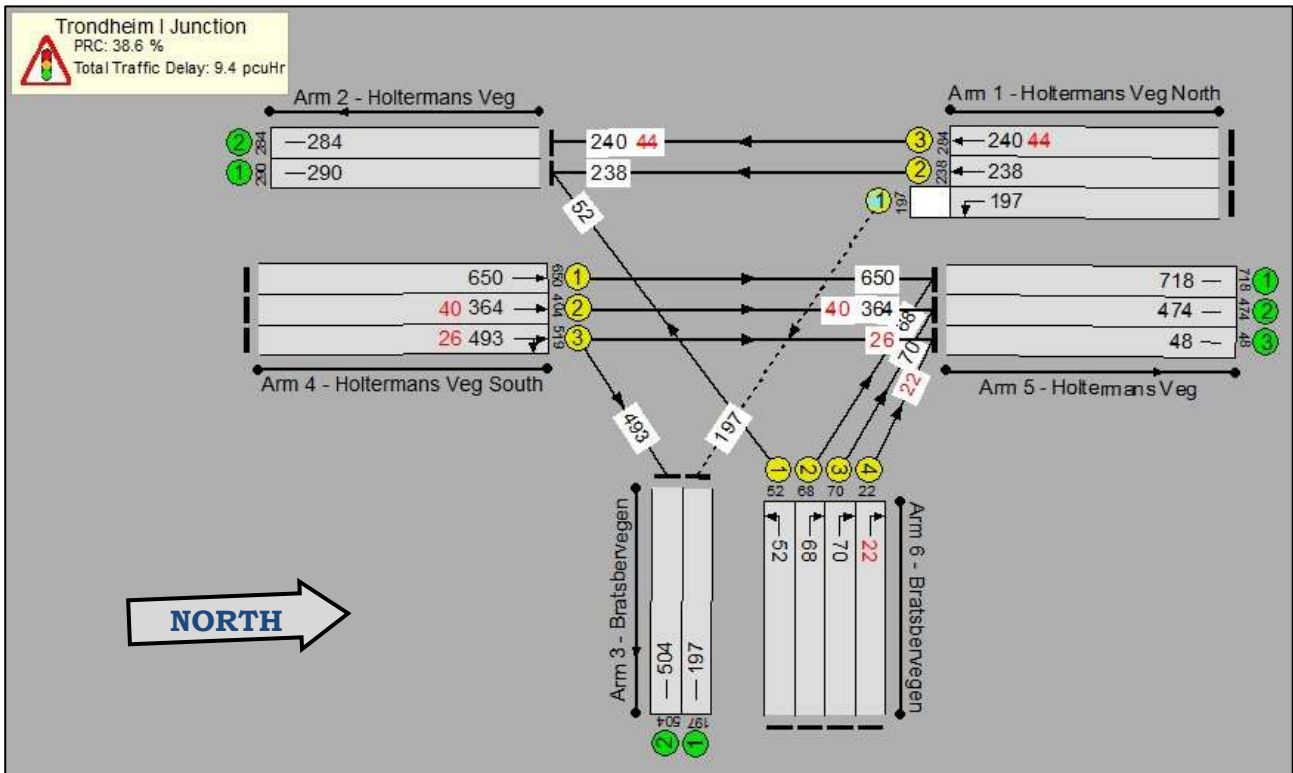 Trondheim I Junction
PRC: 38.6 %
Total Traffic Delay: 9.4 pcuHr
Arm 2 - Holtermans Veg
Arm 1 - Holtermans Veg North
2 284 284 240 44 3 284 240 44
1 290 290 238 2 238 238
52 1 197 197
650 650 1 650 718 718 1
40 364 404 2 40 364 68 474 474 2
26 493 519 3 26 70 48 48 3
22
Arm 4 - Holtermans Veg South
Arm 5 - Holtermans Veg
493 197
1 2 3 4
52 68 70 22
52 68 70 22
Arm 3 - Bratsbervegen
Arm 6 - Bratsbervegen
NORTH
504 197
504 197
2 1